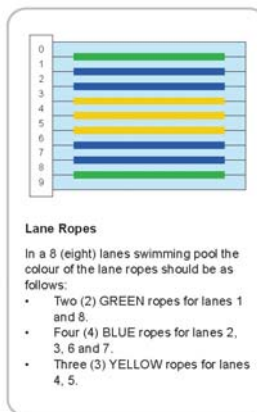 0
1
2
3
4
5
6
7
8
9
Lane Ropes
In a 8 (eight) lanes swimming pool the
colour of the lane ropes should be as
follows:
• Two (2) GREEN ropes for lanes 1
and 8.
• Four (4) BLUE ropes for lanes 2,
3, 6 and 7.
• Three (3) YELLOW ropes for lanes
4, 5.